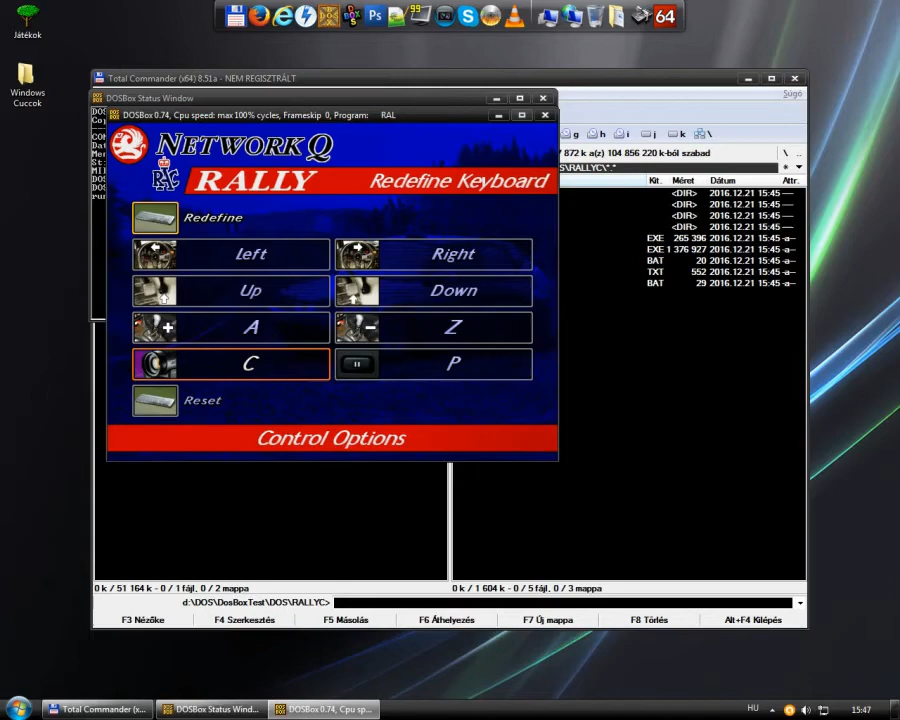 99
64
Játékok
Windows
Cuccok
Total Commander (x64) 8.51a - NEM REGISZTRÁLT
Súgó
DOSBox Status Window
DOSBox 0.74, Cpu speed: max 100% cycles, Frameskip 0, Program: RAL
NETWORK Q
RAC
RALLY
Redefine Keyboard
Redefine
Left
Right
Up
Down
A
Z
C
P
Reset
Control Options
g h i j k \
872 k a(z) 104 856 220 k-ból szabad
S\RALLYC\*.*
Kit. Méret Dátum Attr.
<DIR> 2016.12.21 15:45 —
<DIR> 2016.12.21 15:45 —
<DIR> 2016.12.21 15:45 —
<DIR> 2016.12.21 15:45 —
EXE 265 396 2016.12.21 15:45 -a–
EXE 1 376 927 2016.12.21 15:45 -a–
BAT 20 2016.12.21 15:45 -a–
TXT 552 2016.12.21 15:45 -a–
BAT 29 2016.12.21 15:45 -a–
0 k / 51 164 k - 0 / 1 fájl, 0 / 2 mappa
0 k / 1 604 k - 0 / 5 fájl, 0 / 3 mappa
d:\DOS\DosBoxTest\DOS\RALLYC>
F3 Nézőke
F4 Szerkesztés
F5 Másolás
F6 Áthelyezés
F7 Új mappa
F8 Törlés
Alt+F4 Kilépés
Total Commander (x...
DOSBox Status Wind...
DOSBox 0.74, Cpu sp...
HU
15:47